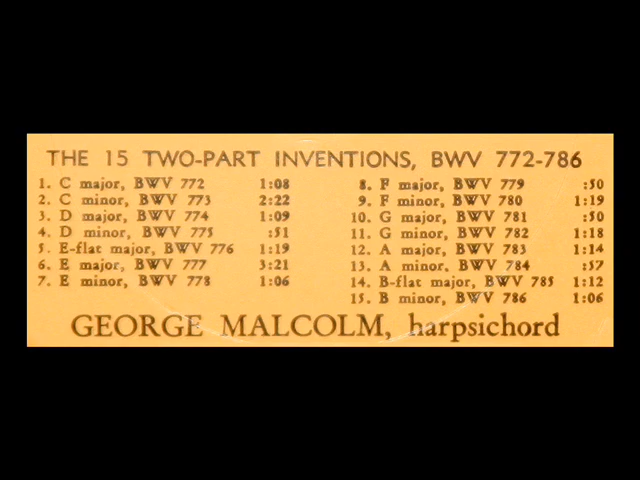 THE 15 TWO-PART INVENTIONS, BWV 772-786
1. C major, BWV 772 1:08
2. C minor, BWV 773 2:22
3. D major, BWV 774 1:09
4. D minor, BWV 775 :51
5. E-flat major, BWV 776 1:19
6. E major, BWV 777 3:21
7. E minor, BWV 778 1:06
8. F major, BWV 779 :50
9. F minor, BWV 780 1:19
10. G major, BWV 781 :50
11. G minor, BWV 782 1:18
12. A major, BWV 783 1:14
13. A minor, BWV 784 :57
14. B-flat major, BWV 785 1:12
15. B minor, BWV 786 1:06
GEORGE MALCOLM, harpsichord